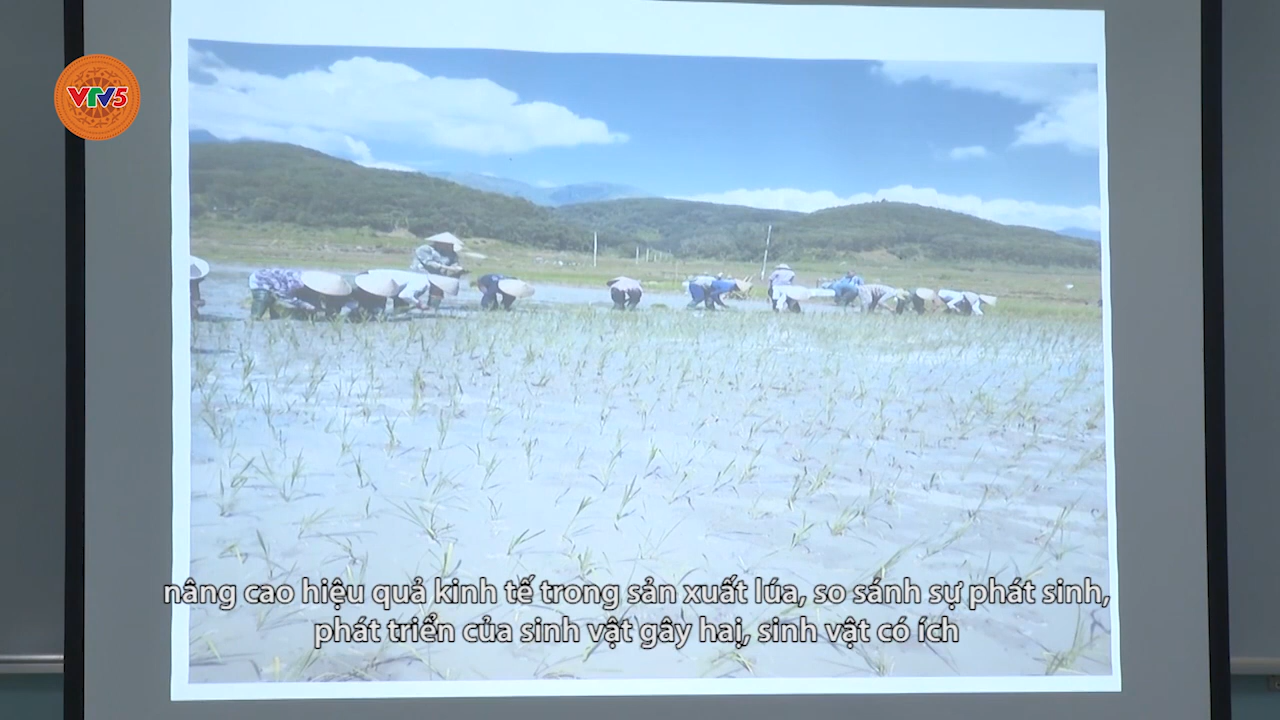 VTV5
nâng cao hiệu quả kinh tế trong sản xuất lúa, so sánh sự phát sinh,
phát triển của sinh vật gây hại, sinh vật có ích